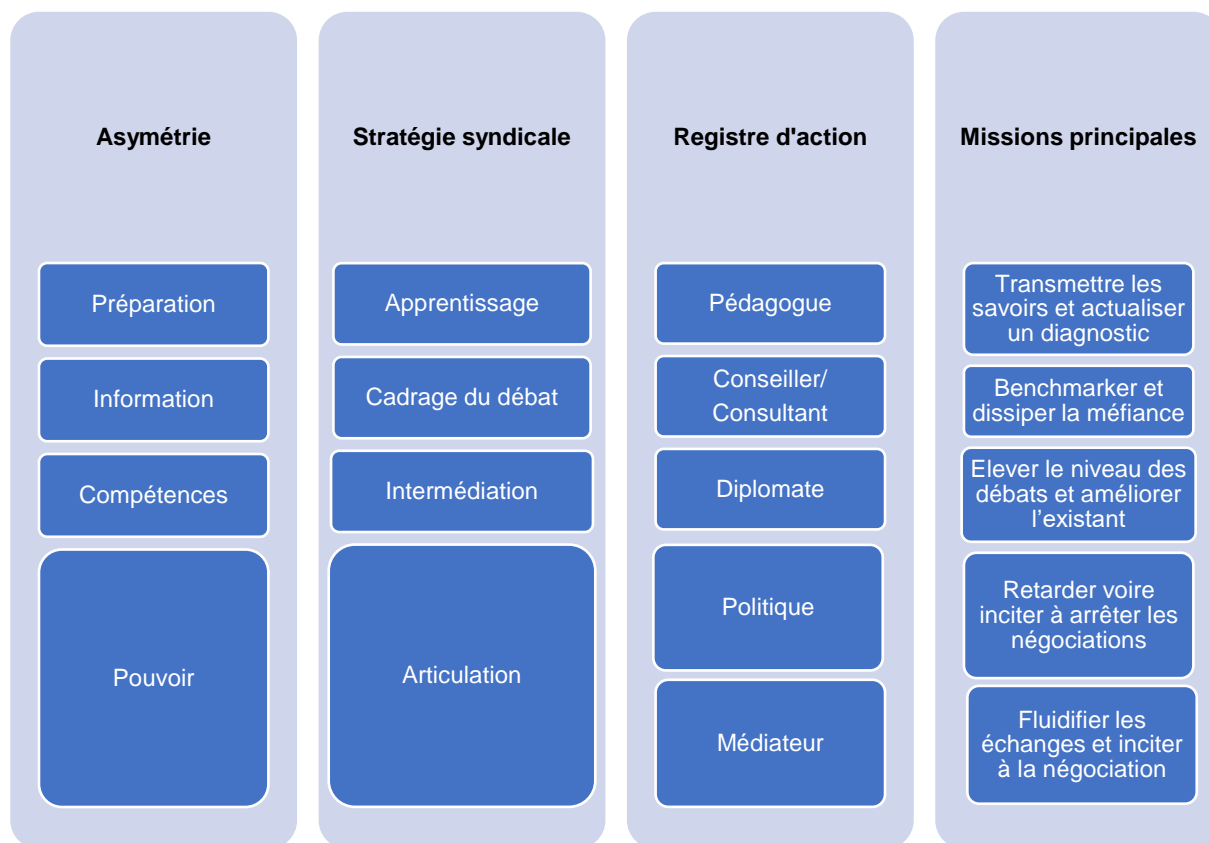 Asymétrie
Préparation
Information
Compétences
Pouvoir
Stratégie syndicale
Apprentissage
Cadrage du débat
Intermédiation
Articulation
Registre d'action
Pédagogue
Conseiller/
Consultant
Diplomate
Politique
Médiateur
Missions principales
Transmettre les
savoirs et actualiser
un diagnostic
Benchmarker et
dissiper la méfiance
Elever le niveau des
débats et améliorer
l’existant
Retarder voire
inciter à arrêter les
négociations
Fluidifier les
échanges et inciter
à la négociation